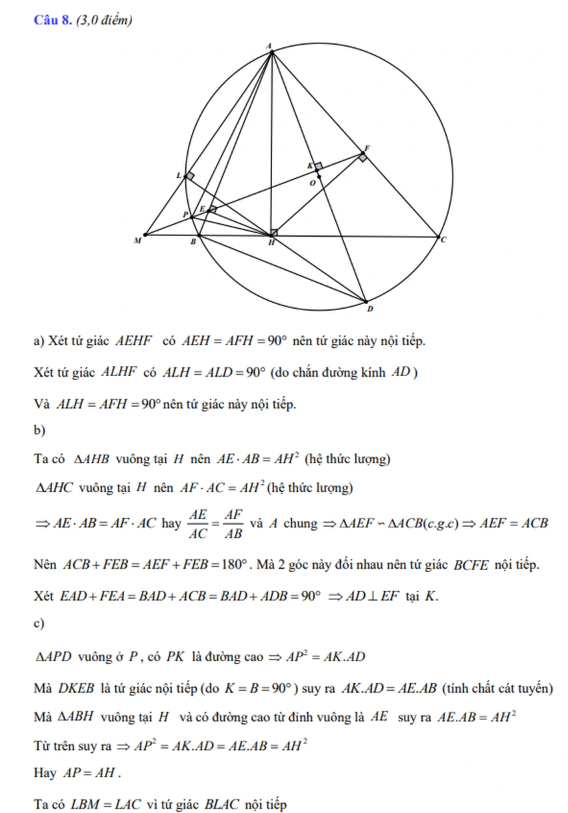 Câu 8. (3,0 điểm)
A
L
K
F
O
P
E
M
B
H
C
D
a) Xét tứ giác AEHF có AEH = AFH = 90° nên tứ giác này nội tiếp.
Xét tứ giác ALHF có ALH = ALD = 90° (do chắn đường kính AD )
Và ALH = AFH = 90° nên tứ giác này nội tiếp.
b)
Ta có ΔAHB vuông tại H nên AE · AB = AH² (hệ thức lượng)
ΔAHC vuông tại H nên AF · AC = AH² (hệ thức lượng)
⇒ AE · AB = AF · AC hay AE/AC = AF/AB và A chung ⇒ ΔAEF ∽ ΔACB(c.g.c) ⇒ AEF = ACB
Nên ACB + FEB = AEF + FEB = 180° . Mà 2 góc này đối nhau nên tứ giác BCFE nội tiếp.
Xét EAD + FEA = BAD + ACB = BAD + ADB = 90° ⇒ AD ⊥ EF tại K.
c)
ΔAPD vuông ở P , có PK là đường cao ⇒ AP² = AK.AD
Mà DKEB là tứ giác nội tiếp (do K = B = 90° ) suy ra AK.AD = AE.AB (tính chất cát tuyến)
Mà ΔABH vuông tại H và có đường cao từ đỉnh vuông là AE suy ra AE.AB = AH²
Từ trên suy ra ⇒ AP² = AK.AD = AE.AB = AH²
Hay AP = AH .
Ta có LBM = LAC vì tứ giác BLAC nội tiếp